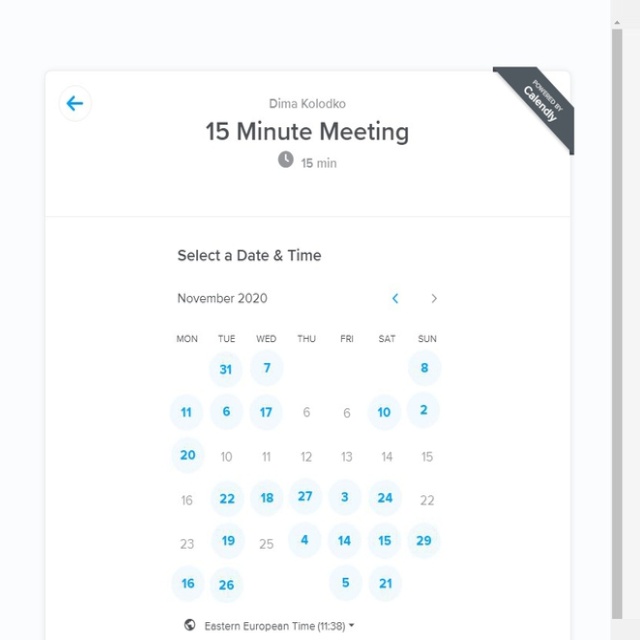 POWERED BY
Calendly
Dima Kolodko
15 Minute Meeting
15 min
Select a Date & Time
November 2020
MON TUE WED THU FRI SAT SUN
31 7 8
11 6 17 6 6 10 2
20 10 11 12 13 14 15
16 22 18 27 3 24 22
23 19 25 4 14 15 29
16 26 5 21
Eastern European Time (11:38)